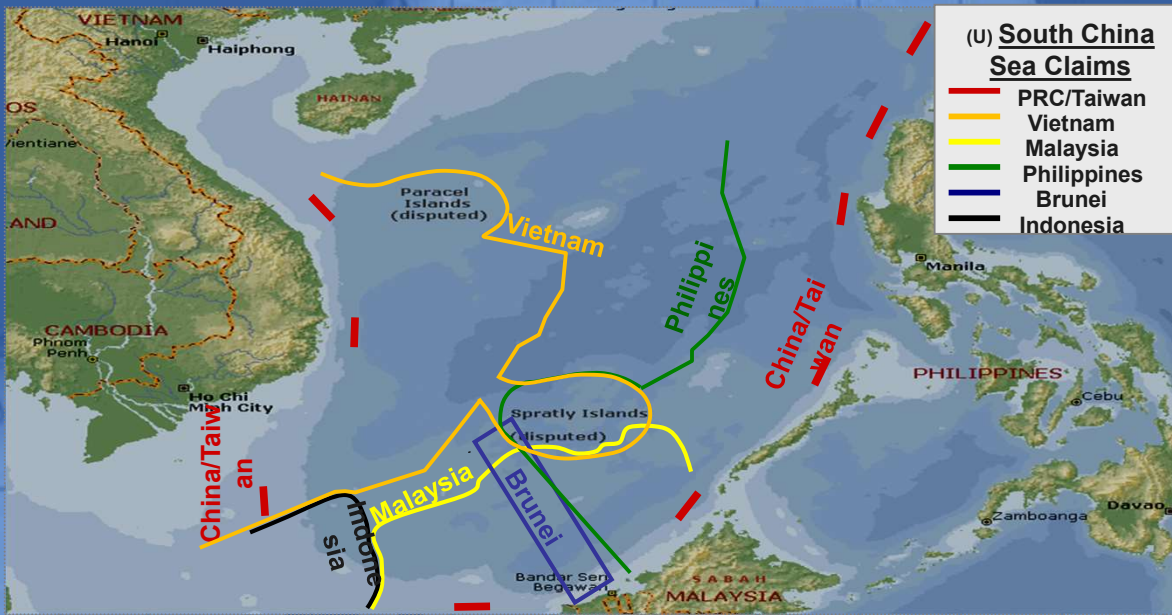 VIETNAM
Hanoi
Haiphong
HAINAN
OS
Vientiane
AND
Paracel
Islands
(disputed)
Vietnam
Philippi
nes
China/Tai
wan
Manila
PHILIPPINES
Cebu
CAMBODIA
Phnom
Penh
Ho Chi
Minh City
China/Taiw
an
Spratly Islands
(disputed)
Malaysia
Brunei
Indone
sia
Bandar Seri
Begawan
SABAH
MALAYSIA
Zamboanga
Davao
(U) South China
Sea Claims
PRC/Taiwan
Vietnam
Malaysia
Philippines
Brunei
Indonesia